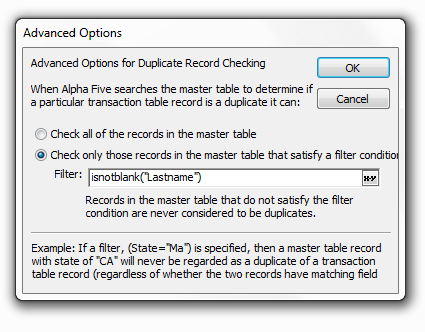 Advanced Options
Advanced Options for Duplicate Record Checking
OK
When Alpha Five searches the master table to determine if
a particular transaction table record is a duplicate it can:
Cancel
Check all of the records in the master table
Check only those records in the master table that satisfy a filter condition
Filter: isnotblank("Lastname")
Records in the master table that do not satisfy the filter
condition are never considered to be duplicates.
Example: If a filter, (State="Ma") is specified, then a master table record
with state of "CA" will never be regarded as a duplicate of a transaction
table record (regardless of whether the two records have matching field